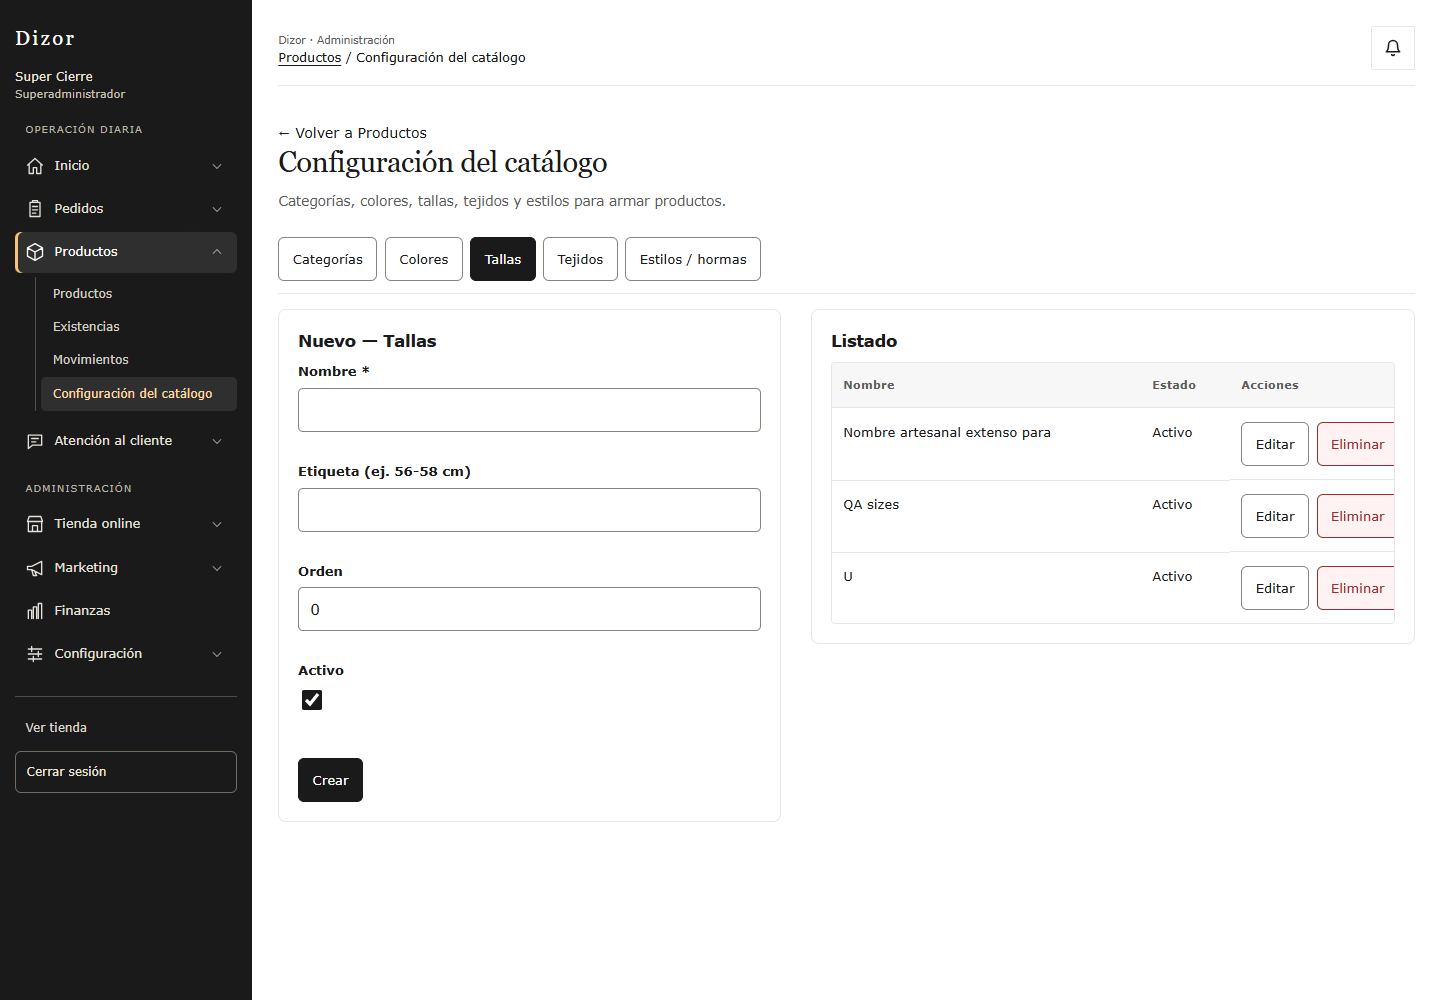 Dizor
Super Cierre
Superadministrador
OPERACIÓN DIARIA
Inicio
Pedidos
Productos
Productos
Existencias
Movimientos
Configuración del catálogo
Atención al cliente
ADMINISTRACIÓN
Tienda online
Marketing
Finanzas
Configuración
Ver tienda
Cerrar sesión
Dizor · Administración
Productos / Configuración del catálogo
← Volver a Productos
Configuración del catálogo
Categorías, colores, tallas, tejidos y estilos para armar productos.
Categorías Colores Tallas Tejidos Estilos / hormas
Nuevo — Tallas
Nombre *
Etiqueta (ej. 56-58 cm)
Orden
0
Activo
Crear
Listado
Nombre Estado Acciones
Nombre artesanal extenso para Activo Editar Eliminar
QA sizes Activo Editar Eliminar
U Activo Editar Eliminar